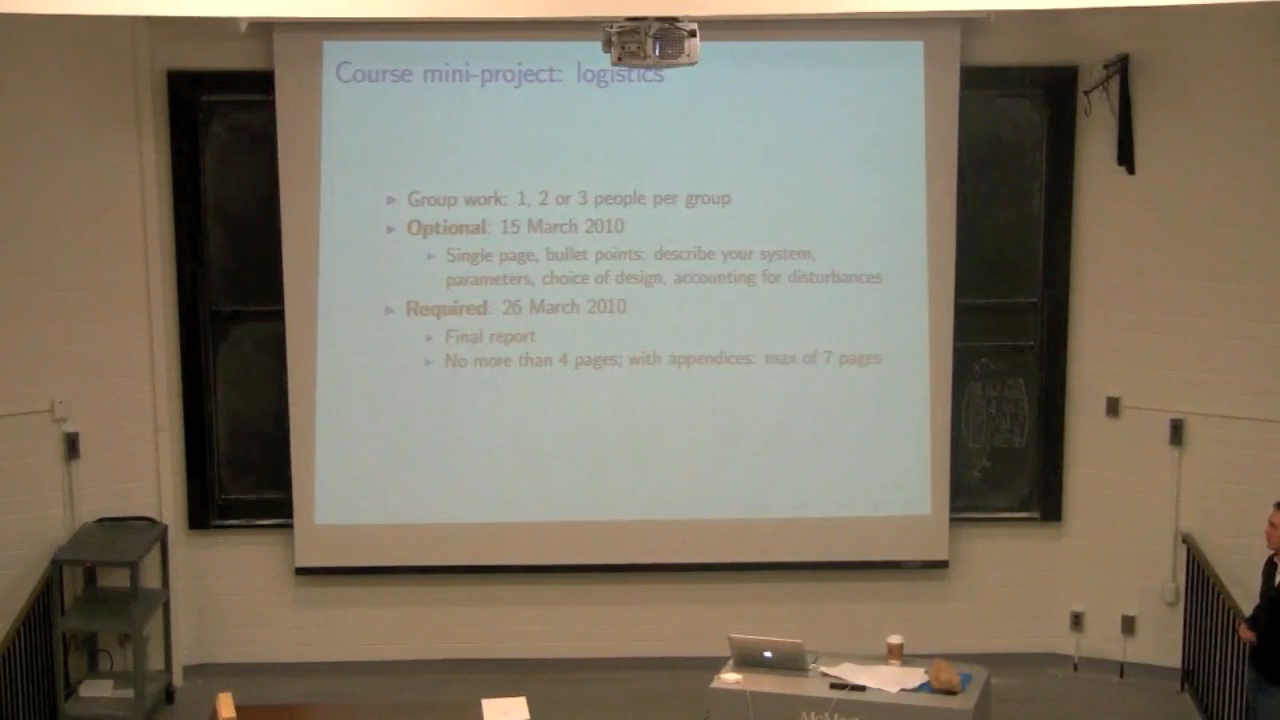 Course mini-project: logistics
Group work: 1, 2 or 3 people per group
Optional: 15 March 2010
Single page, bullet points: describe your system,
parameters, choice of design, accounting for disturbances
Required: 26 March 2010
Final report
No more than 4 pages; with appendices: max of 7 pages